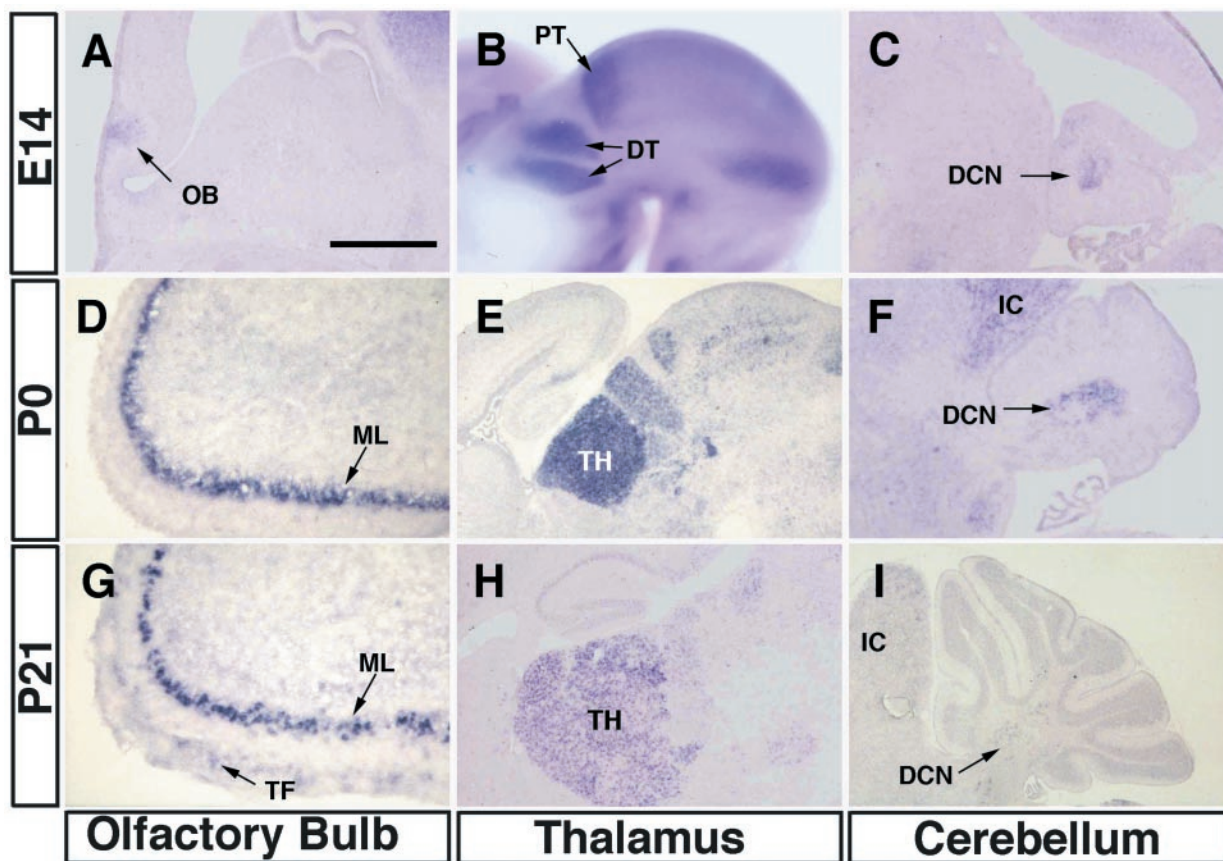 E14
A
OB
B
PT
DT
C
DCN
P0
D
ML
E
TH
F
IC
DCN
P21
G
ML
TF
H
TH
I
IC
DCN
Olfactory Bulb
Thalamus
Cerebellum